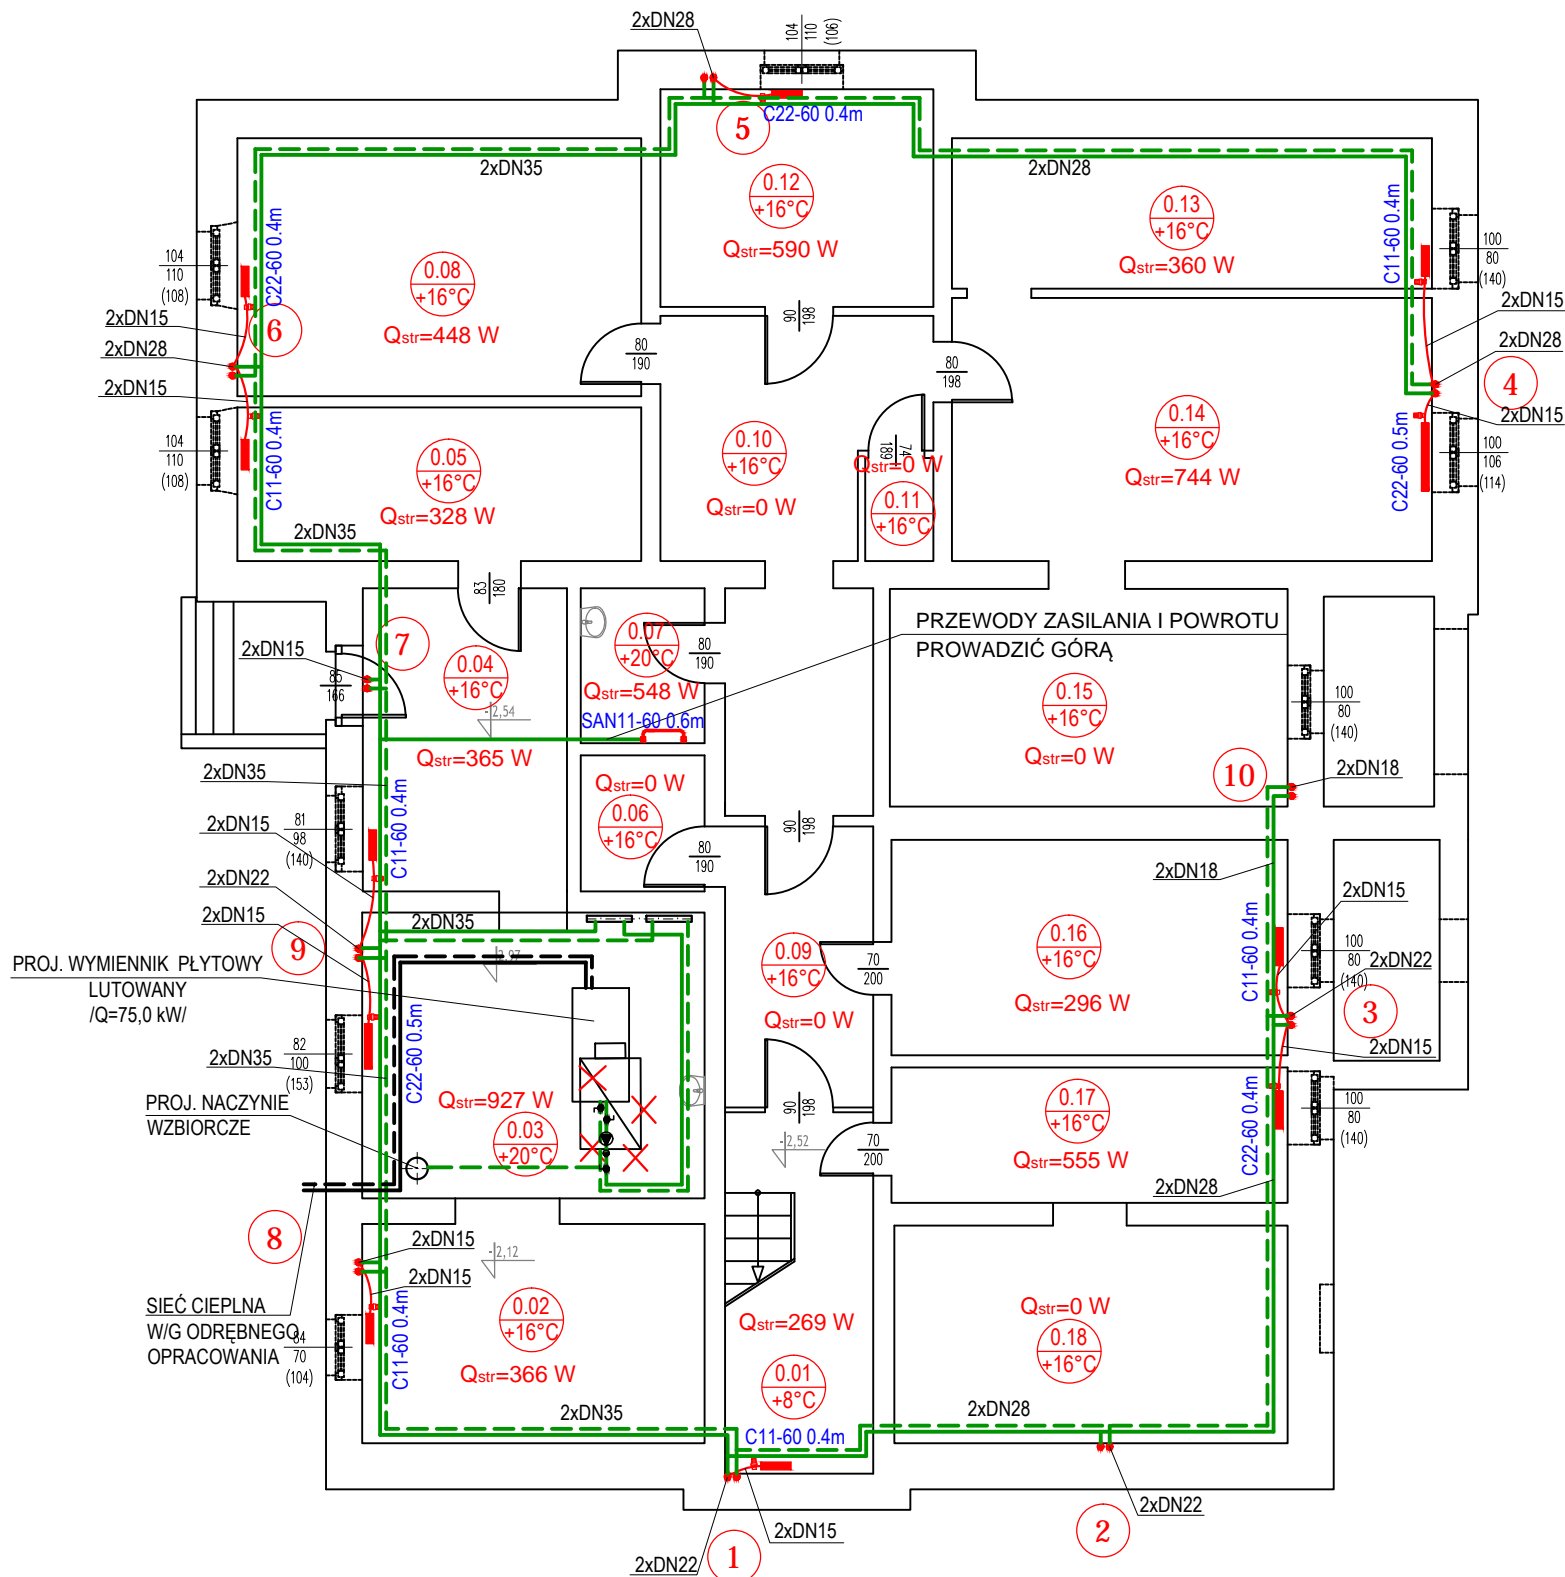 2xDN28
104
110
(106)
5
C22-60 0.4m
2xDN35
2xDN28
0.12
+16°C
Qstr=590 W
0.13
+16°C
Qstr=360 W
C11-60 0.4m
100
80
(140)
104
110
(108)
C22-60 0.4m
0.08
+16°C
Qstr=448 W
2xDN15
6
2xDN28
2xDN15
80
190
90
198
80
198
2xDN15
2xDN28
4
2xDN15
104
110
(108)
C11-60 0.4m
0.05
+16°C
Qstr=328 W
0.10
+16°C
Qstr=0 W
74
189
Qstr=0 W
0.11
+16°C
0.14
+16°C
Qstr=744 W
C22-60 0.5m
100
106
(114)
2xDN35
83
180
PRZEWODY ZASILANIA I POWROTU
PROWADZIĆ GÓRĄ
7
2xDN15
85
166
0.04
+16°C
-2,54
Qstr=365 W
0.07
+20°C
Qstr=548 W
SAN11-60 0.6m
80
190
0.15
+16°C
Qstr=0 W
100
80
(140)
10
2xDN18
2xDN35
2xDN15
81
98
(140)
C11-60 0.4m
Qstr=0 W
0.06
+16°C
80
190
90
198
2xDN18
2xDN22
2xDN15
9
2xDN35
2xDN15
C11-60 0.4m
0.16
+16°C
Qstr=296 W
100
80
(140)
2xDN22
3
2xDN15
PROJ. WYMIENNIK PŁYTOWY
LUTOWANY
/Q=75,0 kW/
-2,97
0.09
+16°C
Qstr=0 W
70
200
2xDN35
82
100
(153)
C22-60 0.5m
Qstr=927 W
0.03
+20°C
PROJ. NACZYNIE
WZBIORCZE
90
198
-2,52
70
200
0.17
+16°C
Qstr=555 W
C22-60 0.4m
100
80
(140)
2xDN28
8
2xDN15
2xDN15
-2,12
SIEĆ CIEPLNA
W/G ODRĘBNEGO
OPRACOWANIA
84
70
(104)
C11-60 0.4m
0.02
+16°C
Qstr=366 W
Qstr=269 W
0.01
+8°C
C11-60 0.4m
Qstr=0 W
0.18
+16°C
2xDN35
2xDN28
2xDN22
2
2xDN15
1
2xDN22